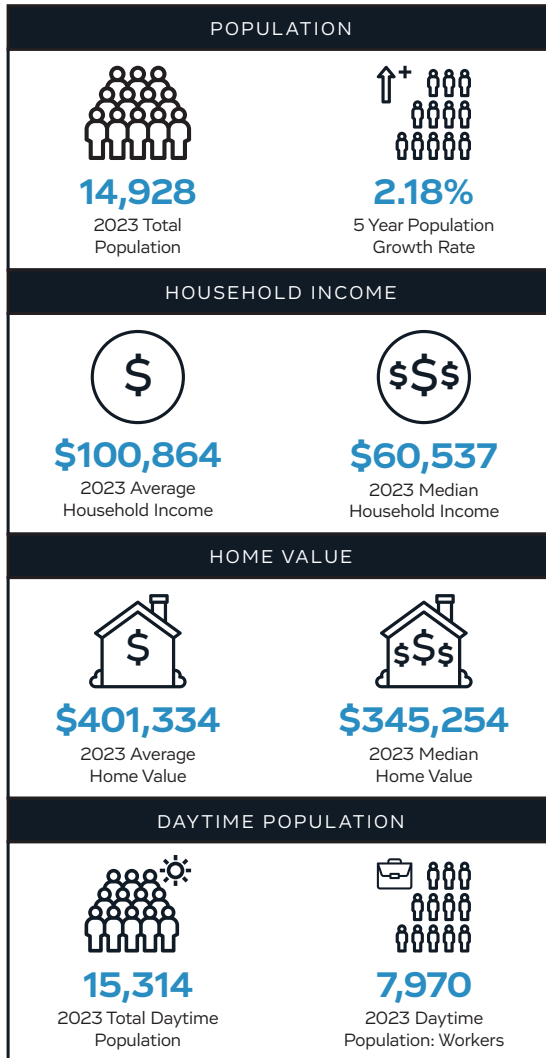 POPULATION
14,928
2023 Total
Population
2.18%
5 Year Population
Growth Rate
HOUSEHOLD INCOME
$
$100,864
2023 Average
Household Income
$$$
$60,537
2023 Median
Household Income
HOME VALUE
$
$401,334
2023 Average
Home Value
$$$
$345,254
2023 Median
Home Value
DAYTIME POPULATION
15,314
2023 Total Daytime
Population
7,970
2023 Daytime
Population: Workers